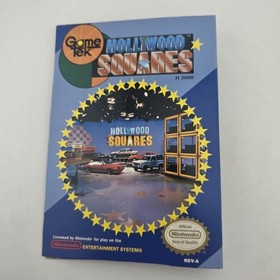 Game
Tek
HOLLYWOOD
SQUARES
HOLLYWOOD
SQUARES
Licensed by Nintendo® for play on the
Nintendo ENTERTAINMENT SYSTEM®
Official
Nintendo
Seal of Quality
REV-A